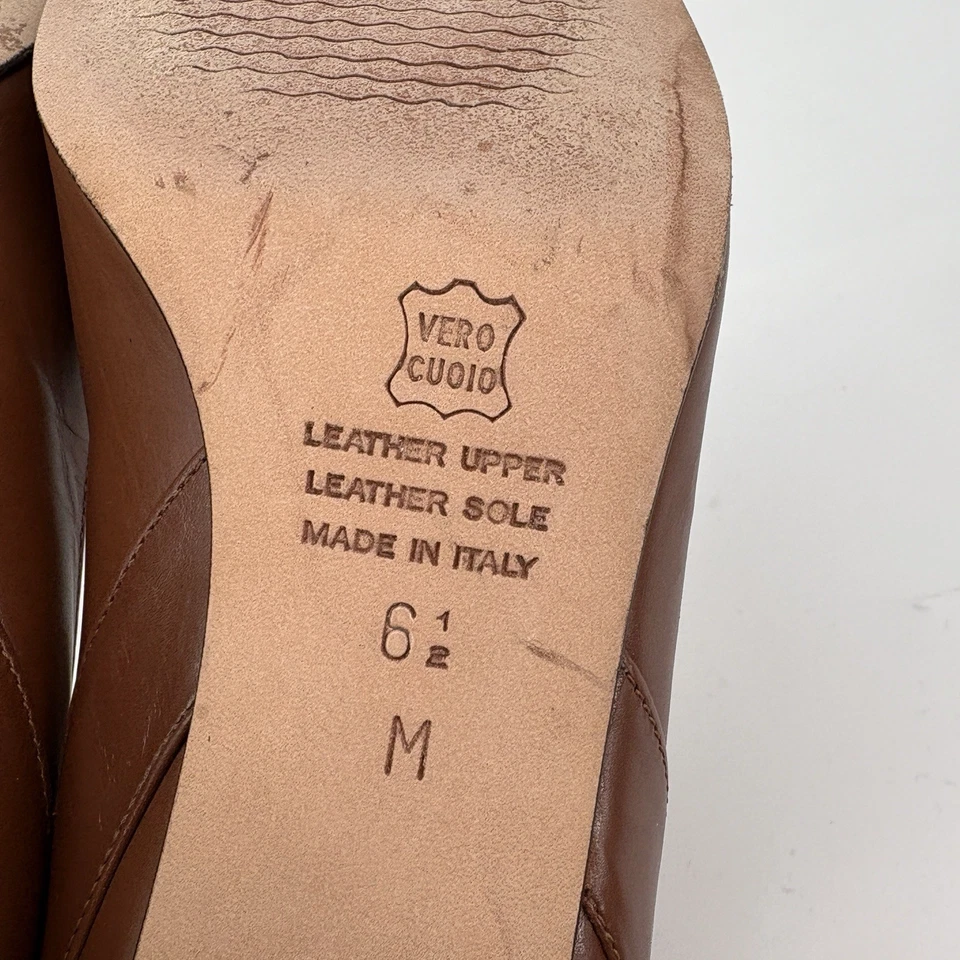 VERO
CUOIO
LEATHER UPPER
LEATHER SOLE
MADE IN ITALY
6 1/2
M